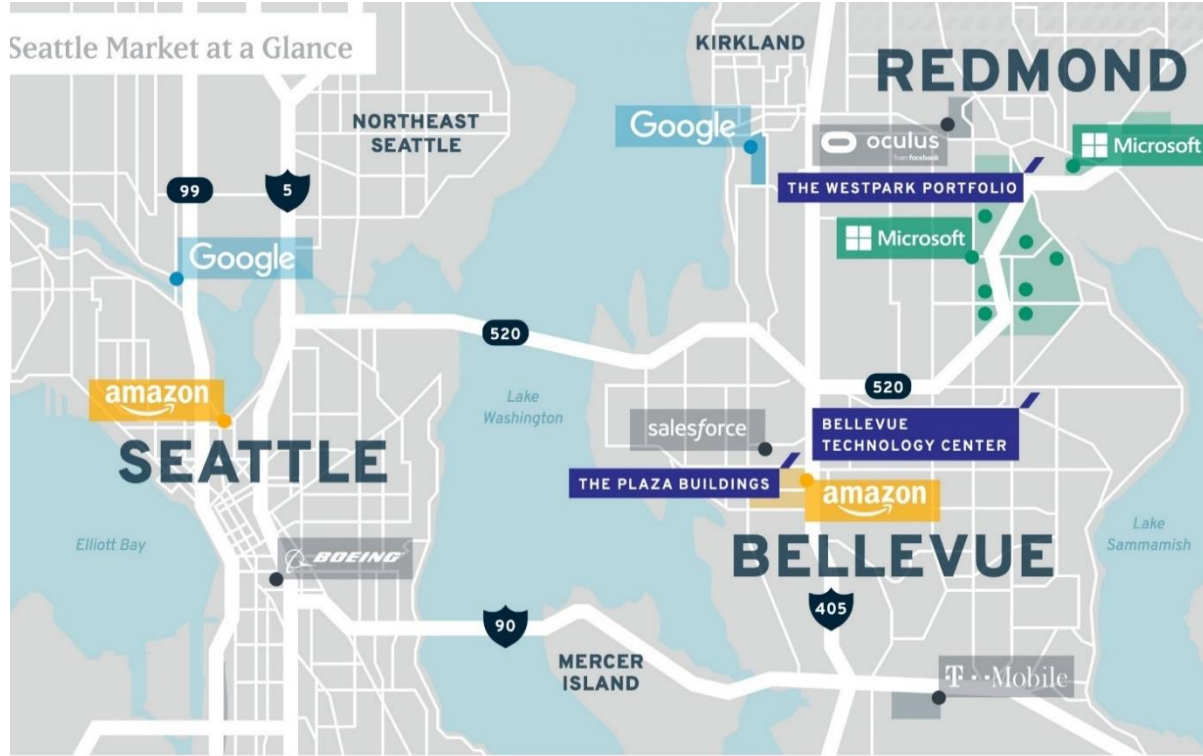 Seattle Market at a Glance
KIRKLAND
REDMOND
NORTHEAST
SEATTLE
Google
oculus
from facebook
Microsoft
99
5
THE WESTPARK PORTFOLIO
Google
Microsoft
520
520
Lake
Washington
amazon
salesforce
BELLEVUE
TECHNOLOGY CENTER
SEATTLE
THE PLAZA BUILDINGS
amazon
Elliott Bay
BOEING
BELLEVUE
Lake
Sammamish
405
90
MERCER
ISLAND
T Mobile